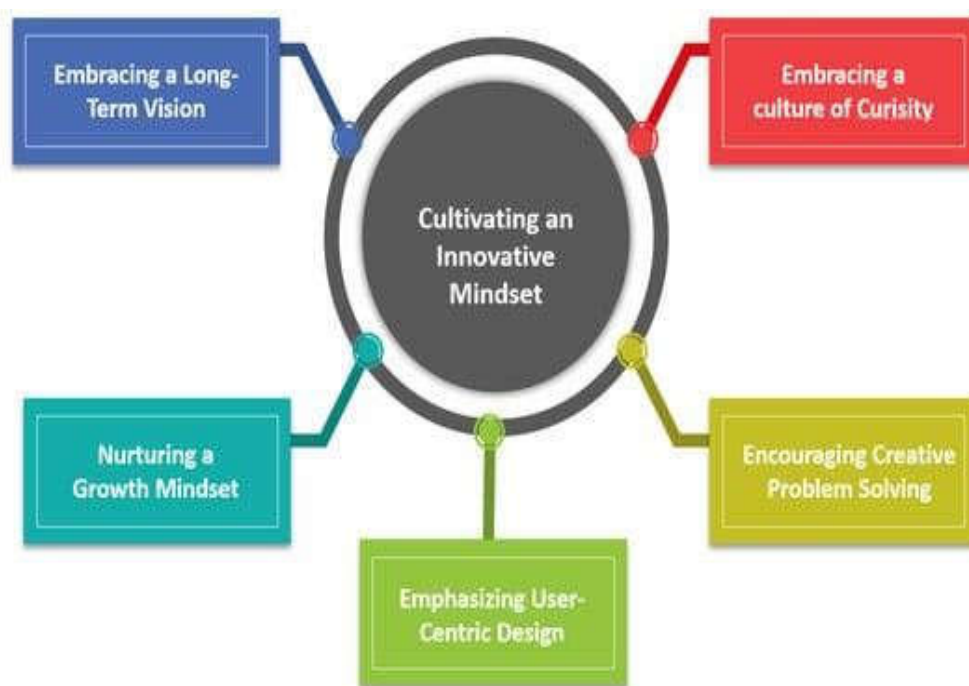 Embracing a Long-
Term Vision
Embracing a
culture of Curisity
Cultivating an
Innovative
Mindset
Nurturing a
Growth Mindset
Encouraging Creative
Problem Solving
Emphasizing User-
Centric Design